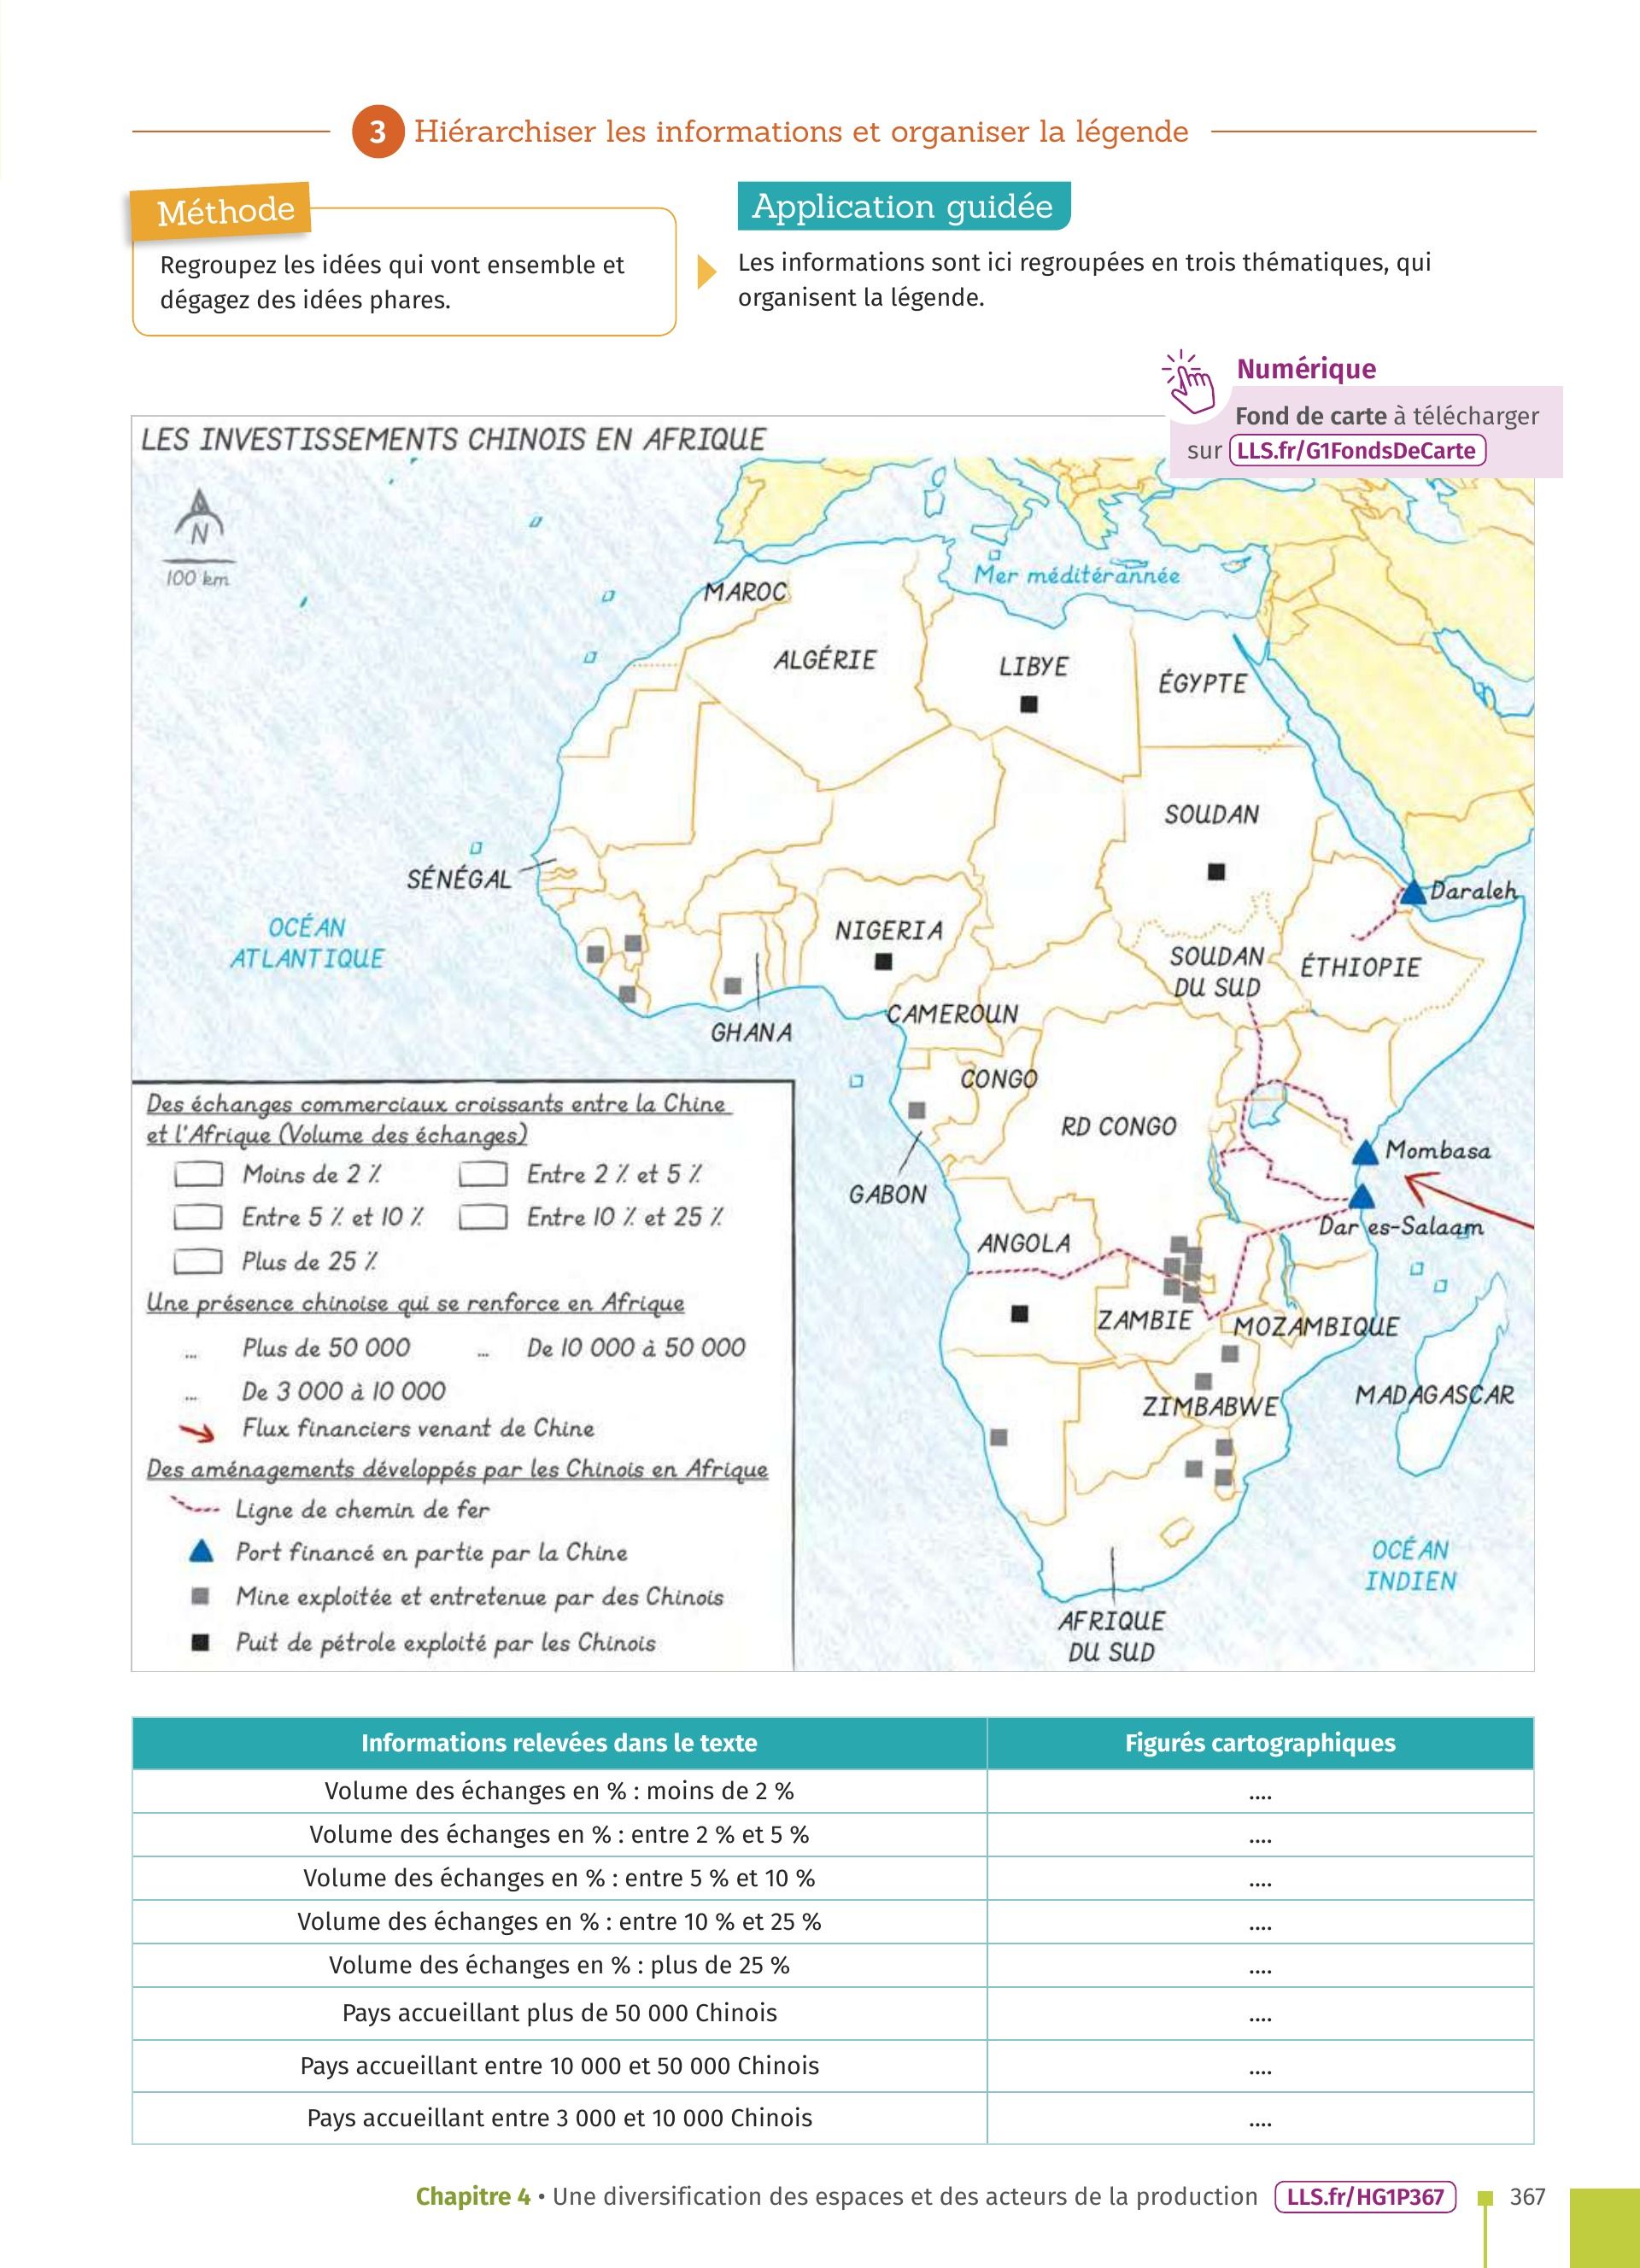 3 Hiérarchiser les informations et organiser la légende
Méthode
Regroupez les idées qui vont ensemble et
dégagez des idées phares.
Application guidée
Les informations sont ici regroupées en trois thématiques, qui
organisent la légende.
Numérique
Fond de carte à télécharger
sur LLS.fr/G1FondsDeCarte
LES INVESTISSEMENTS CHINOIS EN AFRIQUE
N
100 km
Mer méditérannée
MAROC
ALGÉRIE
LIBYE
ÉGYPTE
SOUDAN
SÉNÉGAL
Daraleh
OCÉAN
ATLANTIQUE
NIGERIA
SOUDAN
DU SUD
ÉTHIOPIE
CAMEROUN
GHANA
CONGO
RD CONGO
Mombasa
GABON
Dar es-Salaam
ANGOLA
ZAMBIE
MOZAMBIQUE
MADAGASCAR
ZIMBABWE
OCÉAN
INDIEN
AFRIQUE
DU SUD
Des échanges commerciaux croissants entre la Chine
et l'Afrique (Volume des échanges)
Moins de 2 % Entre 2 % et 5 %
Entre 5 % et 10 % Entre 10 % et 25 %
Plus de 25 %
Une présence chinoise qui se renforce en Afrique
... Plus de 50 000 ... De 10 000 à 50 000
... De 3 000 à 10 000
Flux financiers venant de Chine
Des aménagements développés par les Chinois en Afrique
Ligne de chemin de fer
Port financé en partie par la Chine
Mine exploitée et entretenue par des Chinois
Puit de pétrole exploité par les Chinois
Informations relevées dans le texte Figurés cartographiques
Volume des échanges en % : moins de 2 % ....
Volume des échanges en % : entre 2 % et 5 % ....
Volume des échanges en % : entre 5 % et 10 % ....
Volume des échanges en % : entre 10 % et 25 % ....
Volume des échanges en % : plus de 25 % ....
Pays accueillant plus de 50 000 Chinois ....
Pays accueillant entre 10 000 et 50 000 Chinois ....
Pays accueillant entre 3 000 et 10 000 Chinois ....
Chapitre 4 • Une diversification des espaces et des acteurs de la production LLS.fr/HG1P367 367